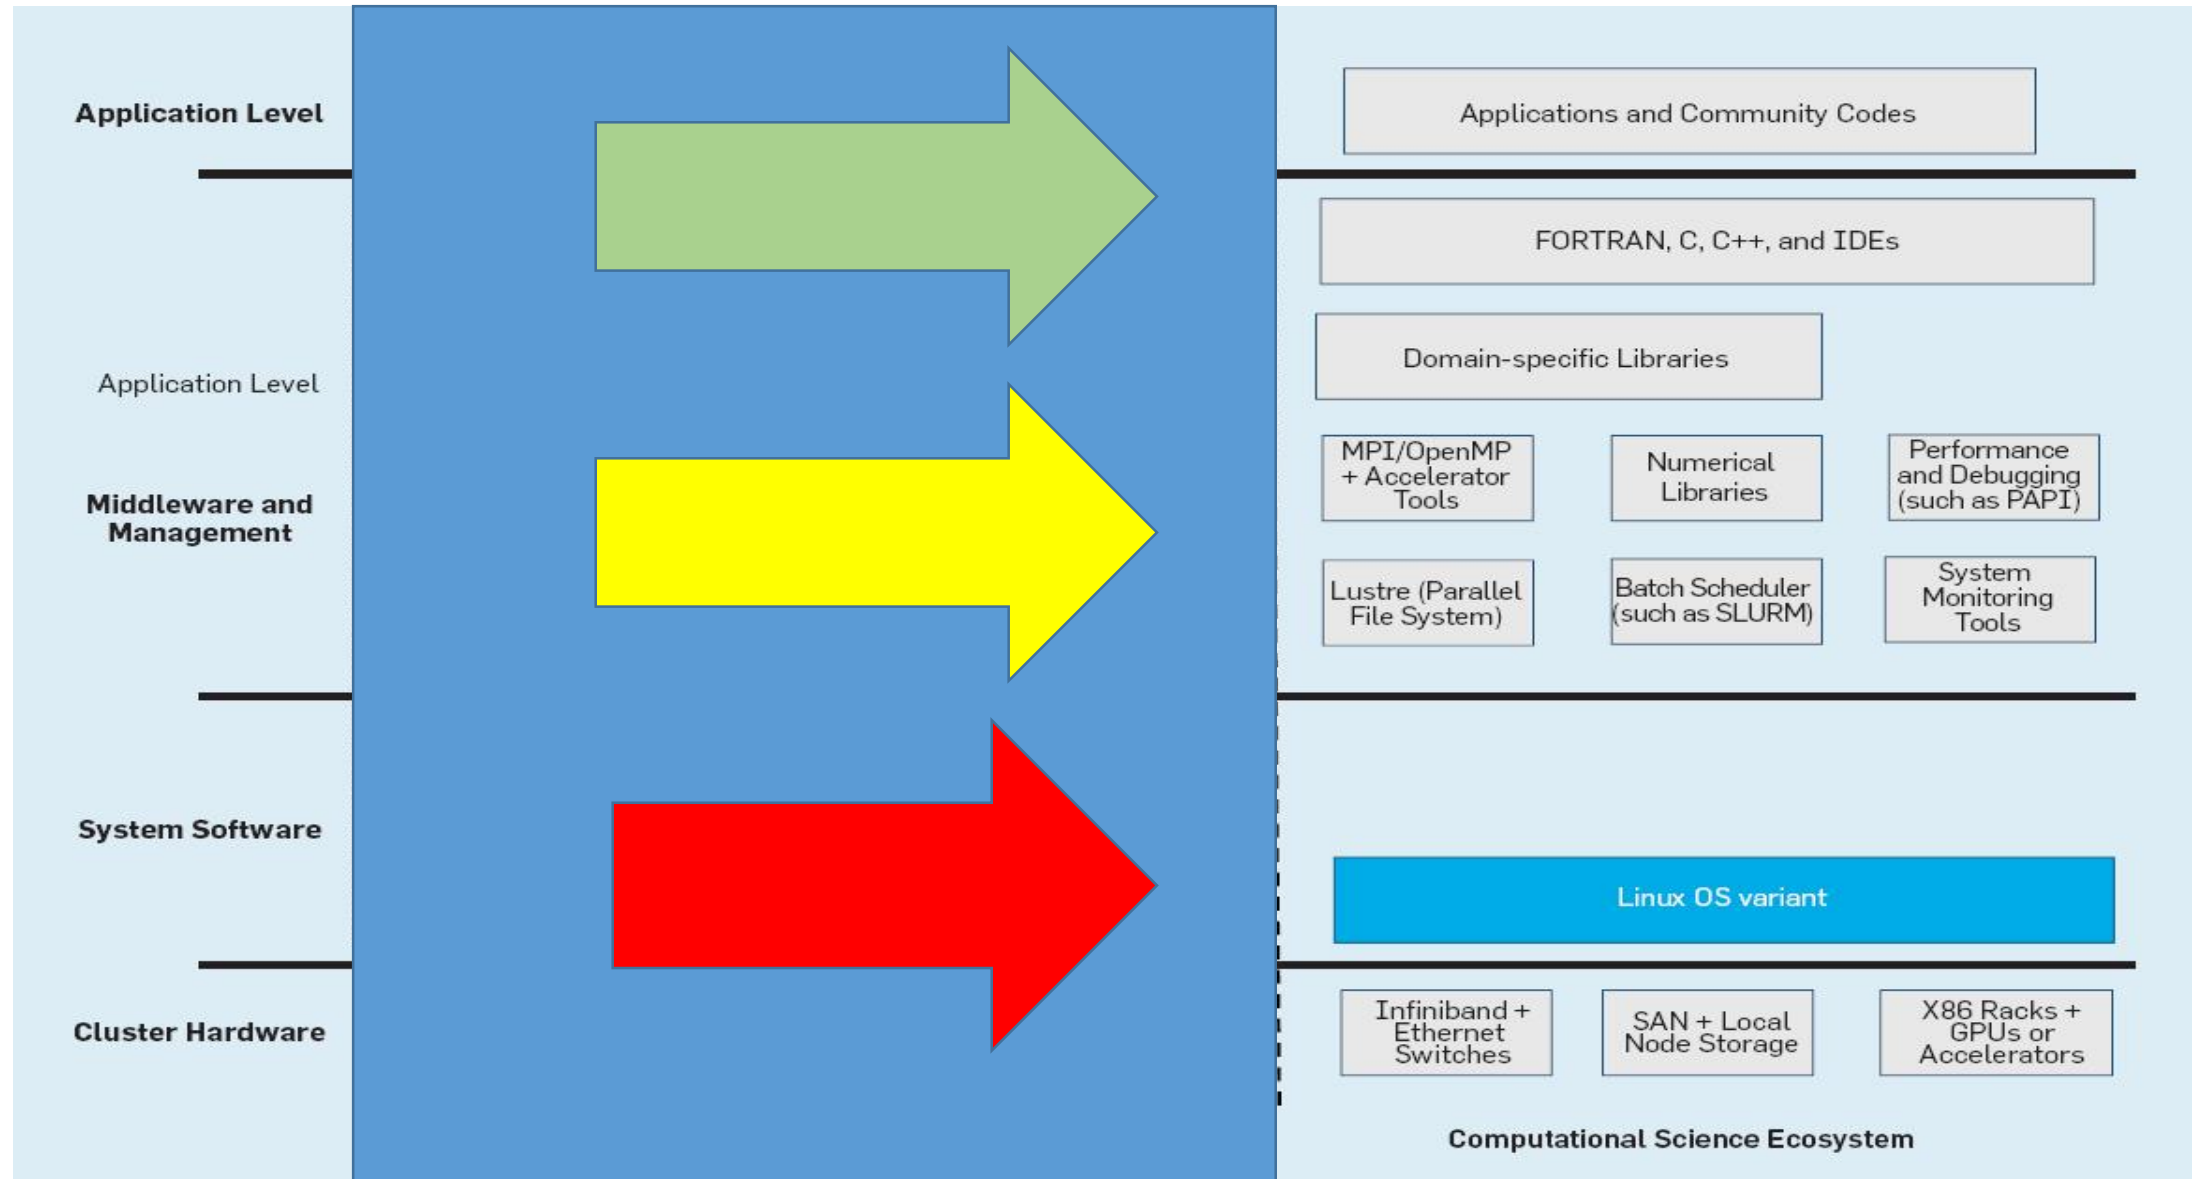 Application Level
Applications and Community Codes
FORTRAN, C, C++, and IDEs
Domain-specific Libraries
Application Level
MPI/OpenMP
+ Accelerator
Tools
Numerical
Libraries
Performance
and Debugging
(such as PAPI)
Middleware and
Management
Lustre (Parallel
File System)
Batch Scheduler
(such as SLURM)
System
Monitoring
Tools
System Software
Linux OS variant
Cluster Hardware
Infiniband +
Ethernet
Switches
SAN + Local
Node Storage
X86 Racks +
GPUs or
Accelerators
Computational Science Ecosystem